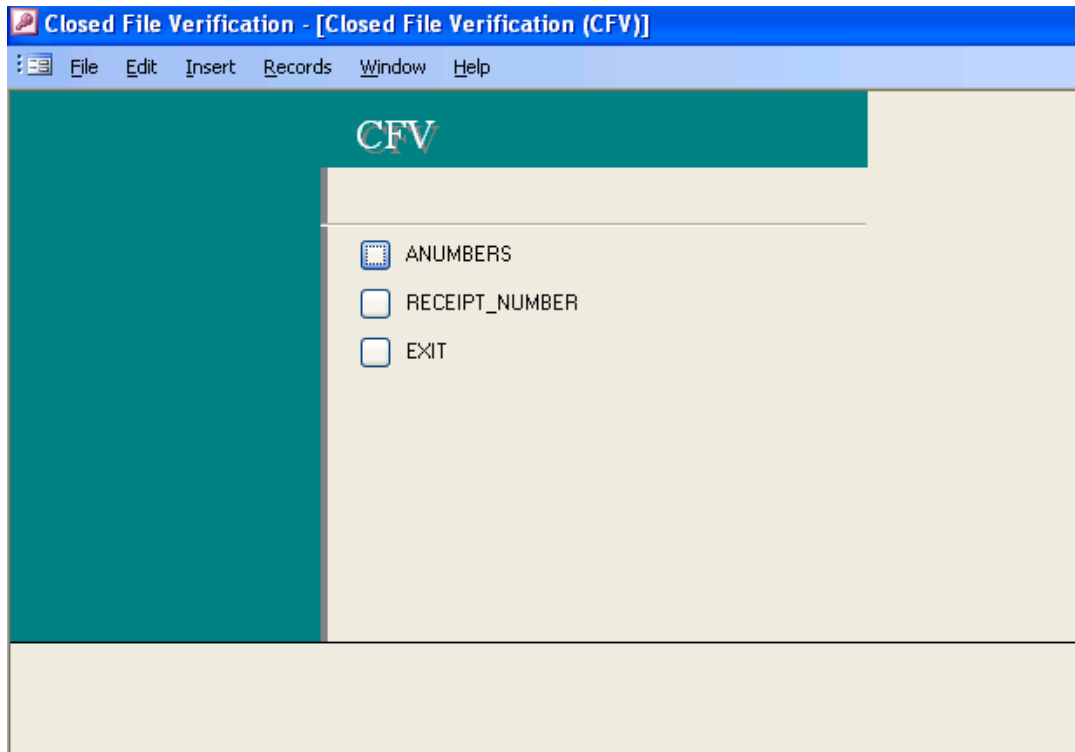 Closed File Verification - [Closed File Verification (CFV)]
File Edit Insert Records Window Help
CFV
ANUMBERS
RECEIPT_NUMBER
EXIT